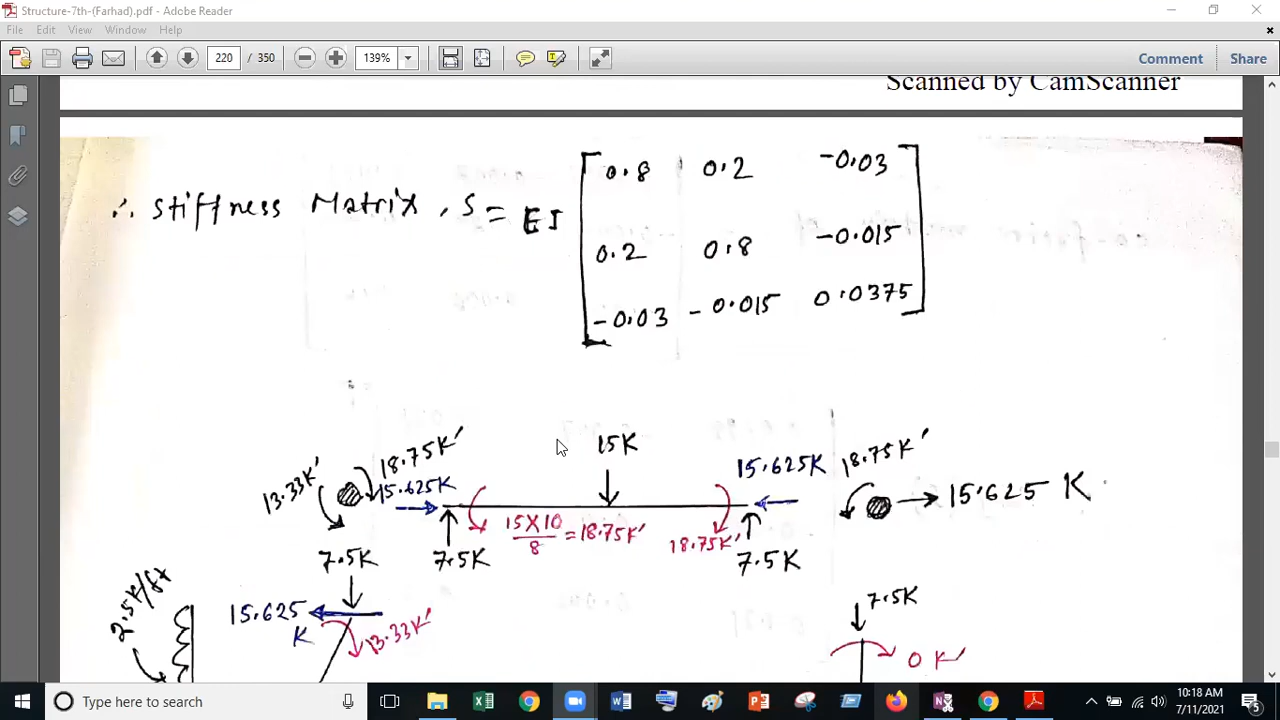 Structure-7th-(Farhad).pdf - Adobe Reader
File Edit View Window Help
220 / 350 139% Comment Share
Scanned by CamScanner
0.8 0.2 -0.03
∴ Stiffness Matrix, S = EI
0.2 0.8 -0.015
-0.03 -0.015 0.0375
15K
18.75K'
13.33K'
15.625K
15.625K
18.75K'
15.625 K
15X10/8 = 18.75K'
18.75K'
7.5K
7.5K
7.5K
7.5K
2.5K/ft
15.625 K
13.33K'
0 K'
Type here to search
10:18 AM
7/11/2021
5